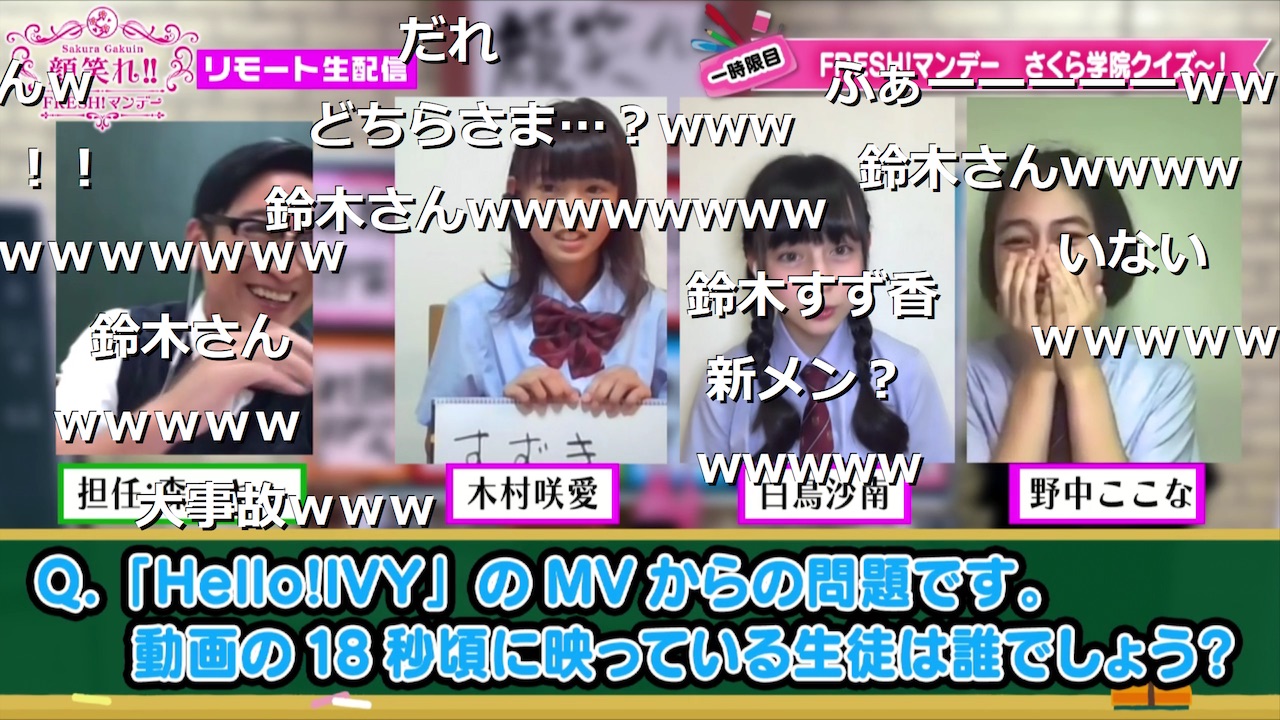 Sakura Gakuin
顔笑れ!!
FRESH!マンデー
リモート生配信
一時限目
FRESH!マンデー さくら学院クイズ〜!
だれ
んw
ふぁーーーーーww
どちらさま…？www
！！
鈴木さんwwww
鈴木さんwwwwwwwww
wwwwwww
いない
鈴木すず香
鈴木さん
wwwww
新メン？
wwwww
wwwww
すずき
担任:森
木村咲愛
白鳥沙南
野中ここな
大事故www
Q.「Hello!IVY」のMVからの問題です。
動画の18秒頃に映っている生徒は誰でしょう?